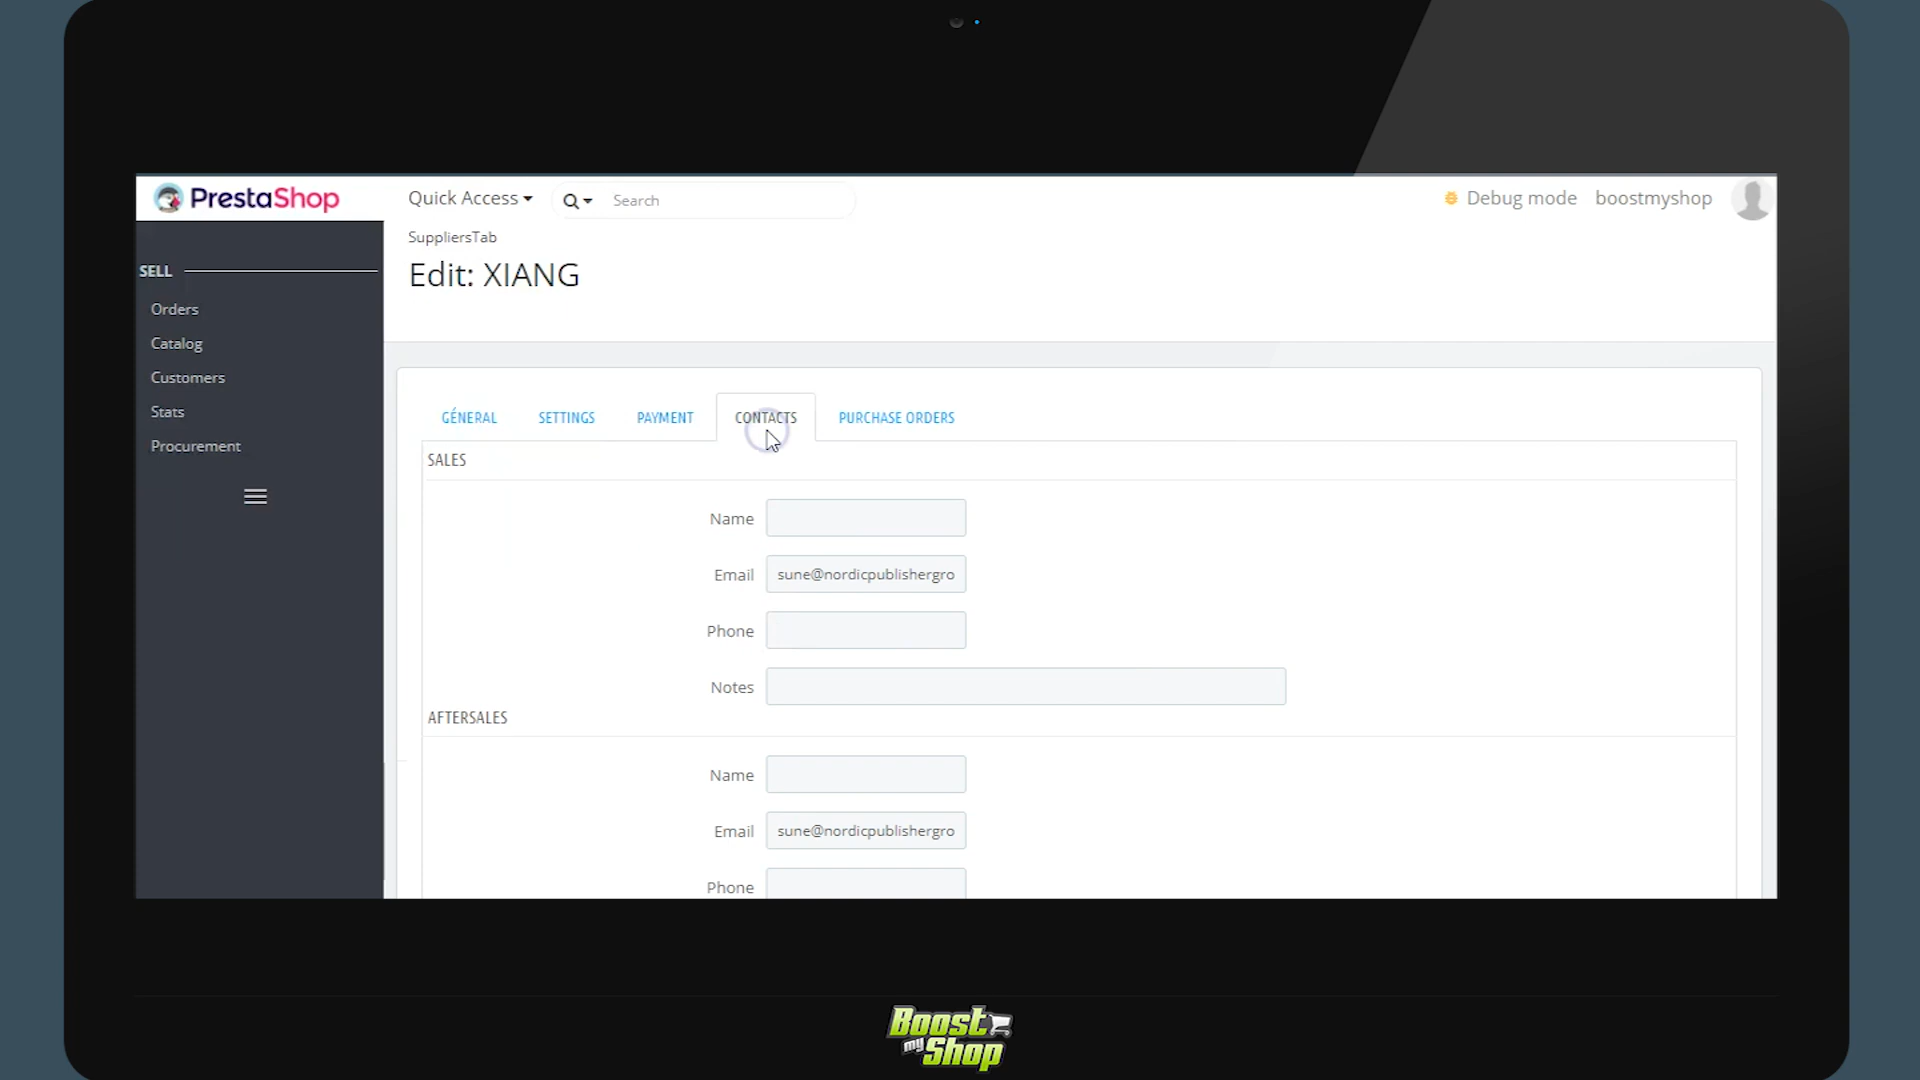 PrestaShop
Quick Access
Search
Debug mode
boostmyshop
SuppliersTab
Edit: XIANG
SELL
Orders
Catalog
Customers
Stats
Procurement
GÉNERAL
SETTINGS
PAYMENT
CONTACTS
PURCHASE ORDERS
SALES
Name
Email
sune@nordicpublishergro
Phone
Notes
AFTERSALES
Name
Email
sune@nordicpublishergro
Phone
Boost
my Shop